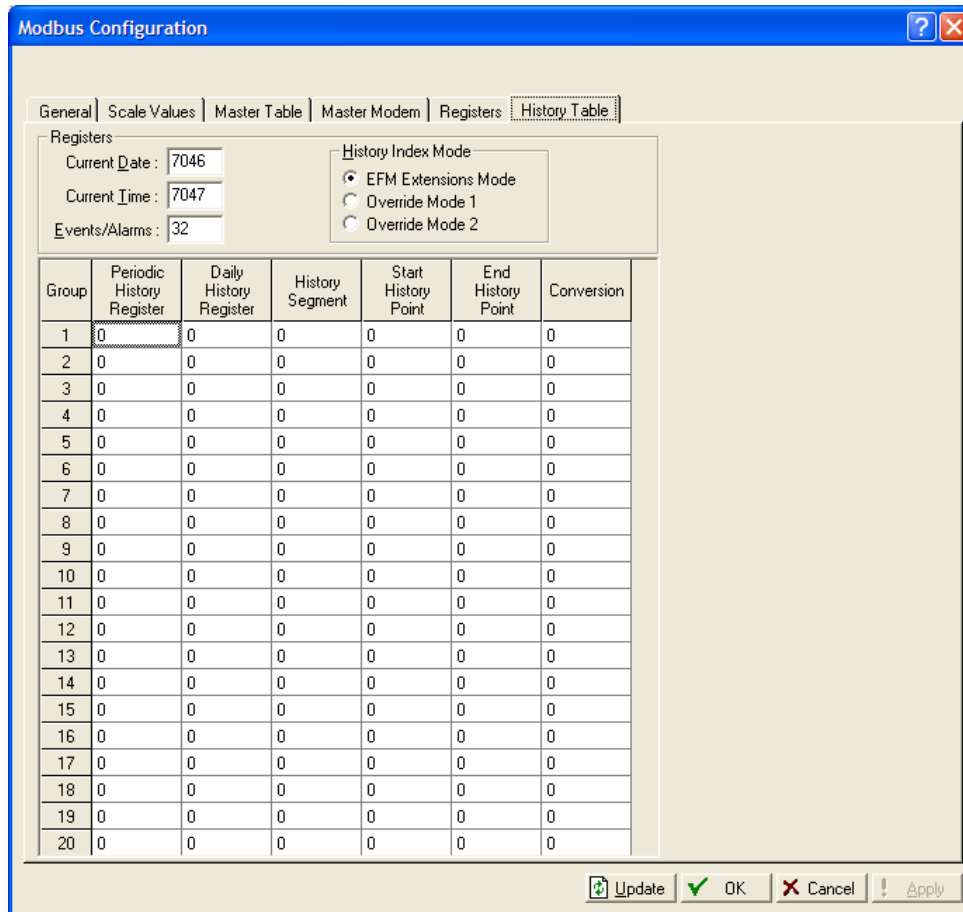 Modbus Configuration
General Scale Values Master Table Master Modem Registers History Table
Registers
Current Date : 7046
Current Time : 7047
Events/Alarms : 32
History Index Mode
EFM Extensions Mode
Override Mode 1
Override Mode 2
Group Periodic History Register Daily History Register History Segment Start History Point End History Point Conversion
1 0 0 0 0 0 0
2 0 0 0 0 0 0
3 0 0 0 0 0 0
4 0 0 0 0 0 0
5 0 0 0 0 0 0
6 0 0 0 0 0 0
7 0 0 0 0 0 0
8 0 0 0 0 0 0
9 0 0 0 0 0 0
10 0 0 0 0 0 0
11 0 0 0 0 0 0
12 0 0 0 0 0 0
13 0 0 0 0 0 0
14 0 0 0 0 0 0
15 0 0 0 0 0 0
16 0 0 0 0 0 0
17 0 0 0 0 0 0
18 0 0 0 0 0 0
19 0 0 0 0 0 0
20 0 0 0 0 0 0
Update OK Cancel ! Apply